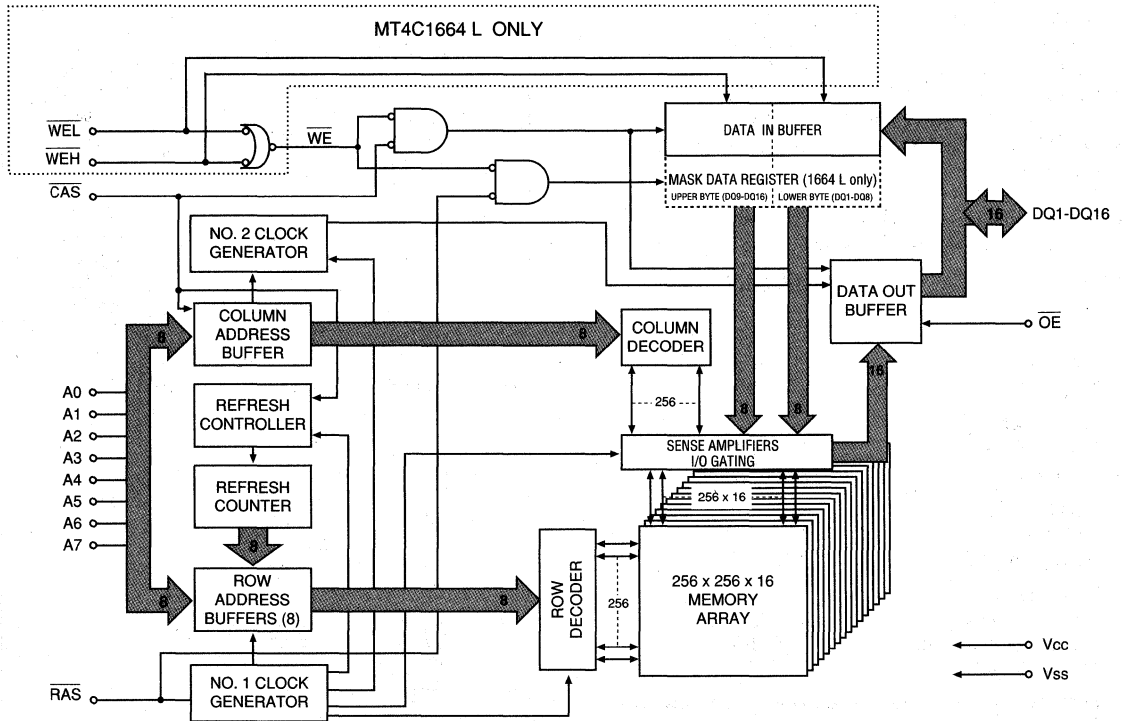 MT4C1664 L ONLY
WEL
WEH
CAS
WE
DATA IN BUFFER
MASK DATA REGISTER (1664 L only)
UPPER BYTE (DQ9-DQ16)
LOWER BYTE (DQ1-DQ8)
16
DQ1-DQ16
NO. 2 CLOCK
GENERATOR
COLUMN
ADDRESS
BUFFER
8
8
COLUMN
DECODER
DATA OUT
BUFFER
OE
16
A0
A1
A2
A3
A4
A5
A6
A7
REFRESH
CONTROLLER
REFRESH
COUNTER
8
256
8
8
SENSE AMPLIFIERS
I/O GATING
256 x 16
8
ROW
ADDRESS
BUFFERS (8)
8
ROW
DECODER
256
256 x 256 x 16
MEMORY
ARRAY
RAS
NO. 1 CLOCK
GENERATOR
Vcc
Vss